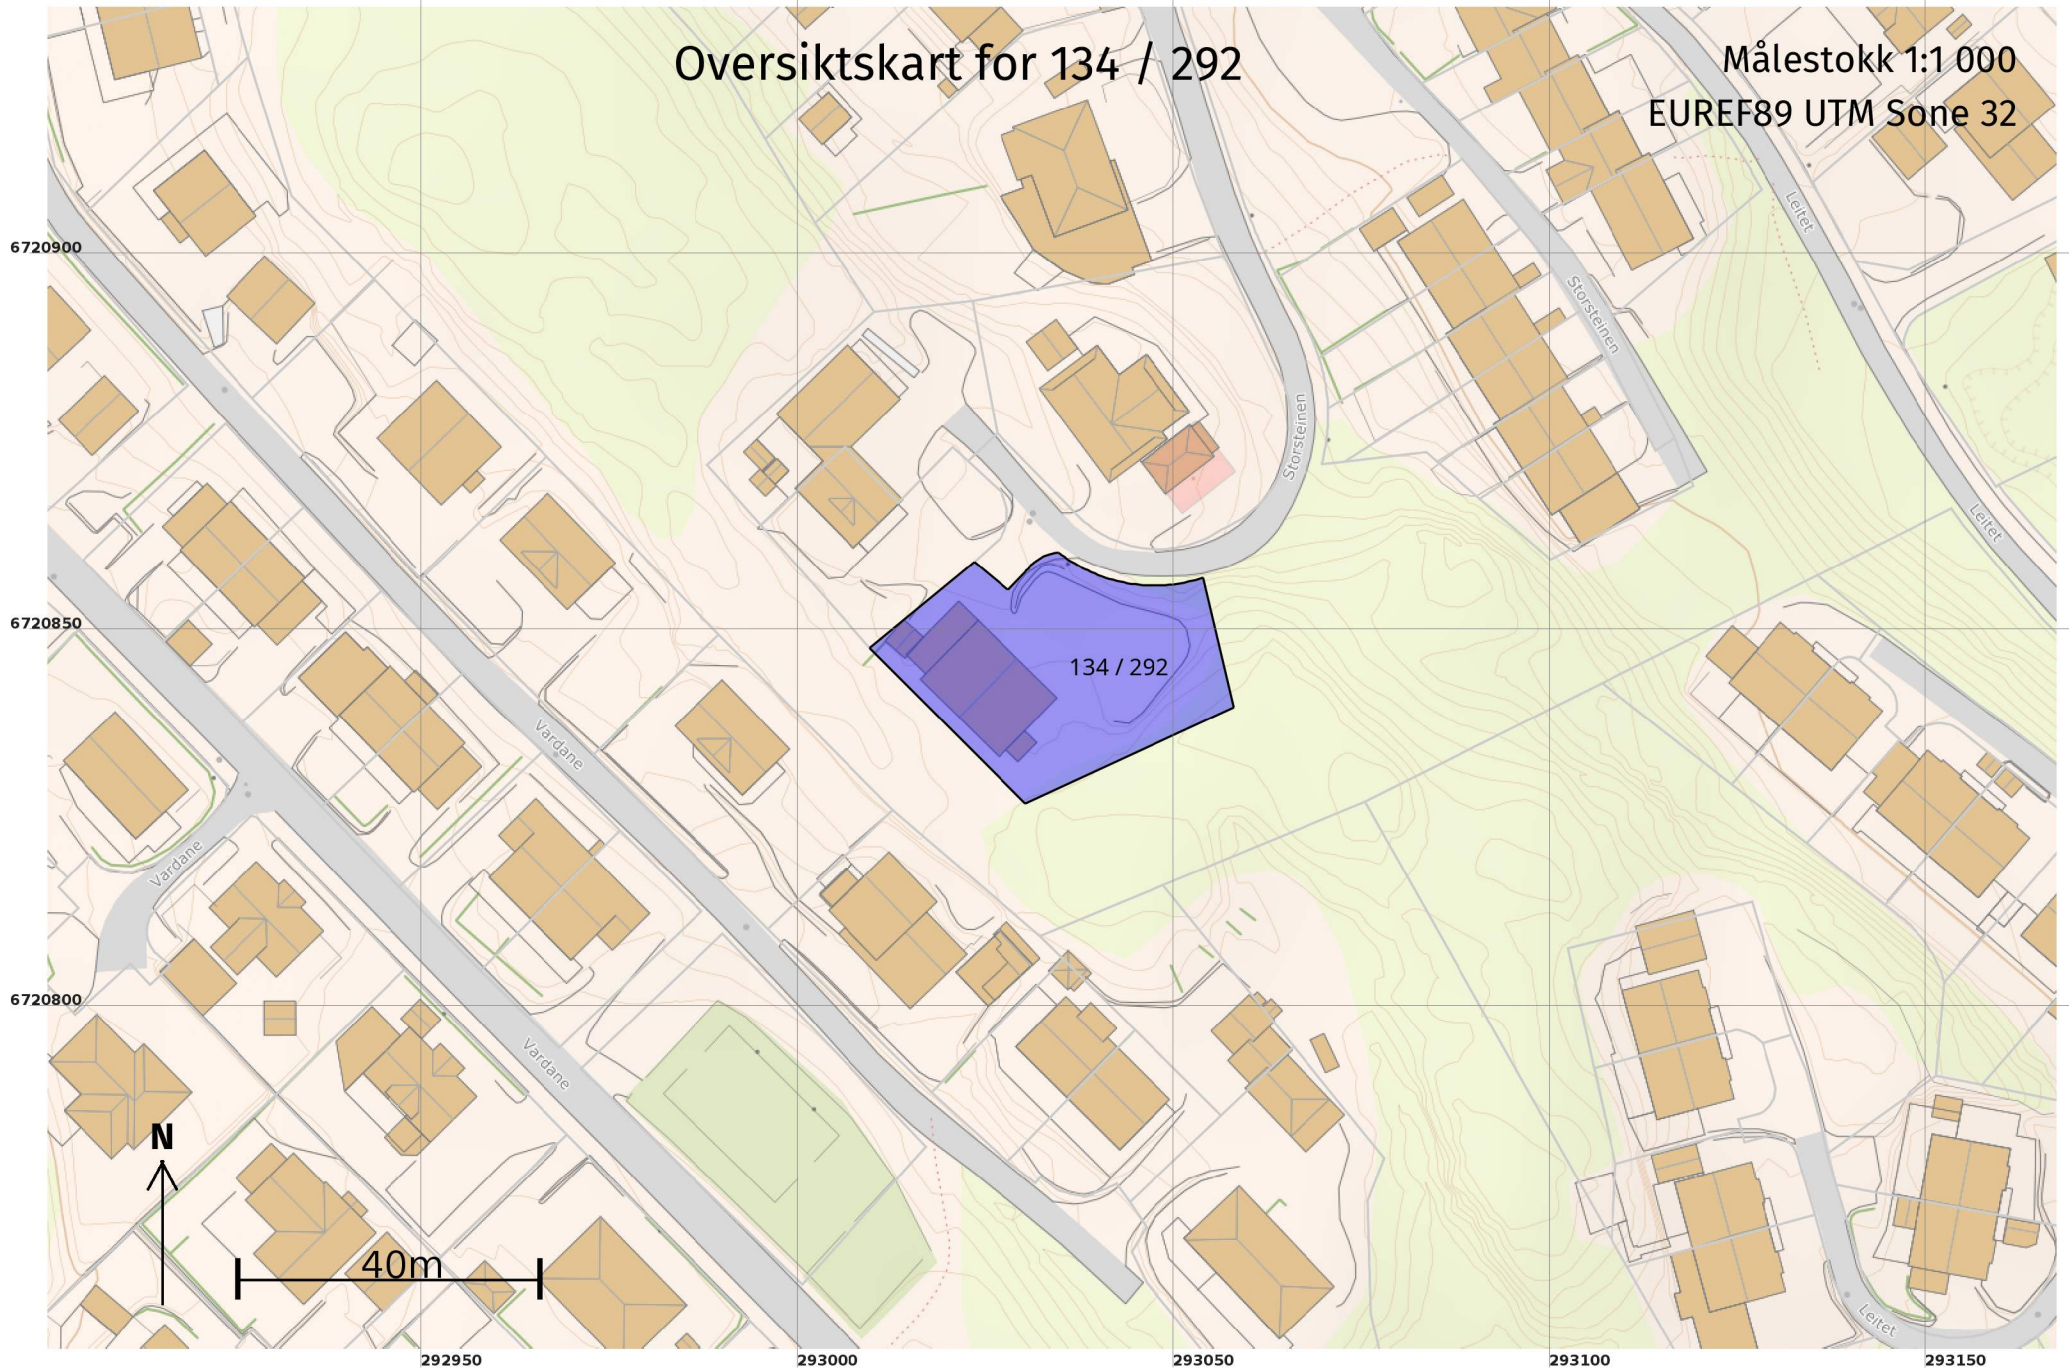 Oversiktskart for 134 / 292
Målestokk 1:1 000
EUREF89 UTM Sone 32
Leitet
6720900
Storsteinen
Storsteinen
Leitet
6720850
134 / 292
Vardane
Vardane
6720800
Vardane
N
40m
Leitet
292950
293000
293050
293100
293150